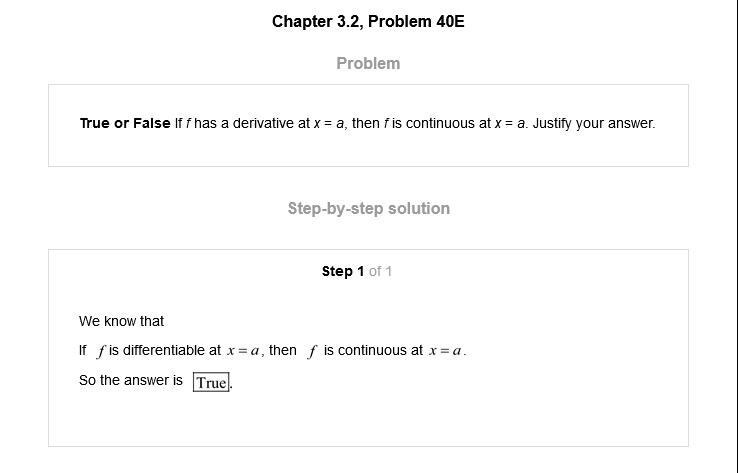 Chapter 3.2, Problem 40E
Problem
True or False If f has a derivative at x = a, then f is continuous at x = a. Justify your answer.
Step-by-step solution
Step 1 of 1
We know that
If f is differentiable at x = a, then f is continuous at x = a.
So the answer is True.